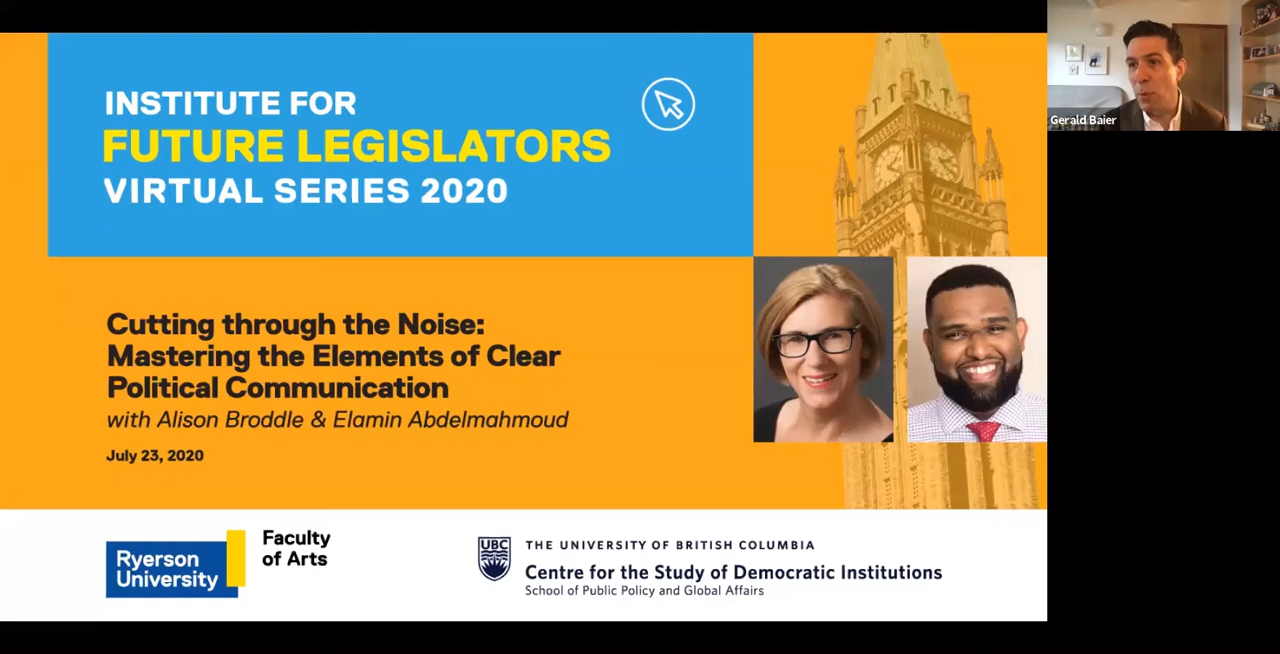 INSTITUTE FOR
FUTURE LEGISLATORS
VIRTUAL SERIES 2020
Gerald Baier
Cutting through the Noise:
Mastering the Elements of Clear
Political Communication
with Alison Broddle & Elamin Abdelmahmoud
July 23, 2020
Ryerson
University
Faculty
of Arts
UBC
THE UNIVERSITY OF BRITISH COLUMBIA
Centre for the Study of Democratic Institutions
School of Public Policy and Global Affairs